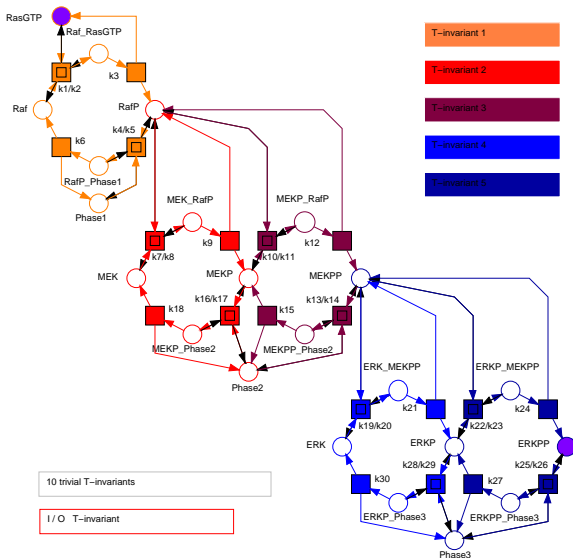 RasGTP
Raf_RasGTP
T-invariant 1
k1/k2
k3
T-invariant 2
Raf
RafP
T-invariant 3
k4/k5
k6
T-invariant 4
RafP_Phase1
T-invariant 5
Phase1
MEK_RafP
MEKP_RafP
k9
k12
k7/k8
k10/k11
MEK
MEKP
MEKPP
k16/k17
k13/k14
k18
k15
MEKP_Phase2
MEKPP_Phase2
ERK_MEKPP
ERKP_MEKPP
Phase2
k21
k24
k19/k20
k22/k23
ERK
ERKP
ERKPP
k28/k29
k25/k26
k30
k27
10 trivial T-invariants
ERKP_Phase3
ERKPP_Phase3
I / O T-invariant
Phase3